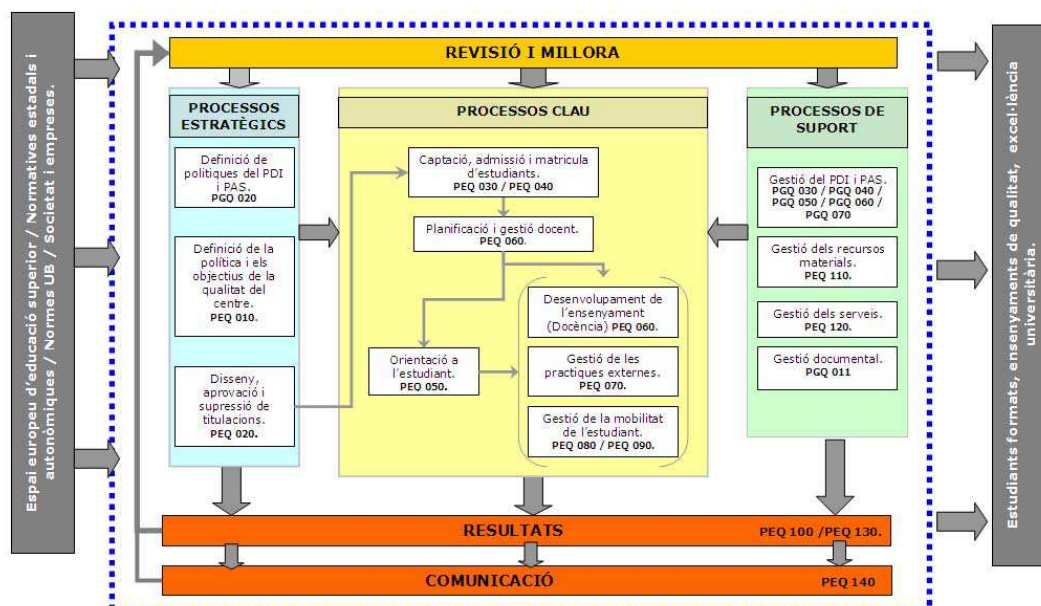 Espai europeu d'educació superior / Normatives estadals i
autonòmiques / Normes UB / Societat i empreses.
REVISIÓ I MILLORA
PROCESSOS
ESTRATÈGICS
Definició de
politiques del PDI
i PAS.
PGQ 020
Definició de la
política i els
objectius de la
qualitat del
centre.
PEQ 010.
Disseny,
aprovació i
supressió de
titulacions.
PEQ 020.
PROCESSOS CLAU
Captació, admissió i matricula
d'estudiants.
PEQ 030 / PEQ 040
Planificació i gestió docent.
PEQ 060.
Desenvolupament de
l'ensenyament
(Docència) PEQ 060.
Orientació a
l'estudiant.
PEQ 050.
Gestió de les
practiques externes.
PEQ 070.
Gestió de la mobilitat
de l'estudiant.
PEQ 080 / PEQ 090.
PROCESSOS DE
SUPORT
Gestió del PDI i PAS.
PGQ 030 / PGQ 040 /
PGQ 050 / PGQ 060 /
PGQ 070
Gestió dels recursos
materials.
PEQ 110.
Gestió dels serveis.
PEQ 120.
Gestió documental.
PGQ 011
RESULTATS
PEQ 100 /PEQ 130.
COMUNICACIÓ
PEQ 140
Estudiants formats, ensenyaments de qualitat, excel·lència
universitària.